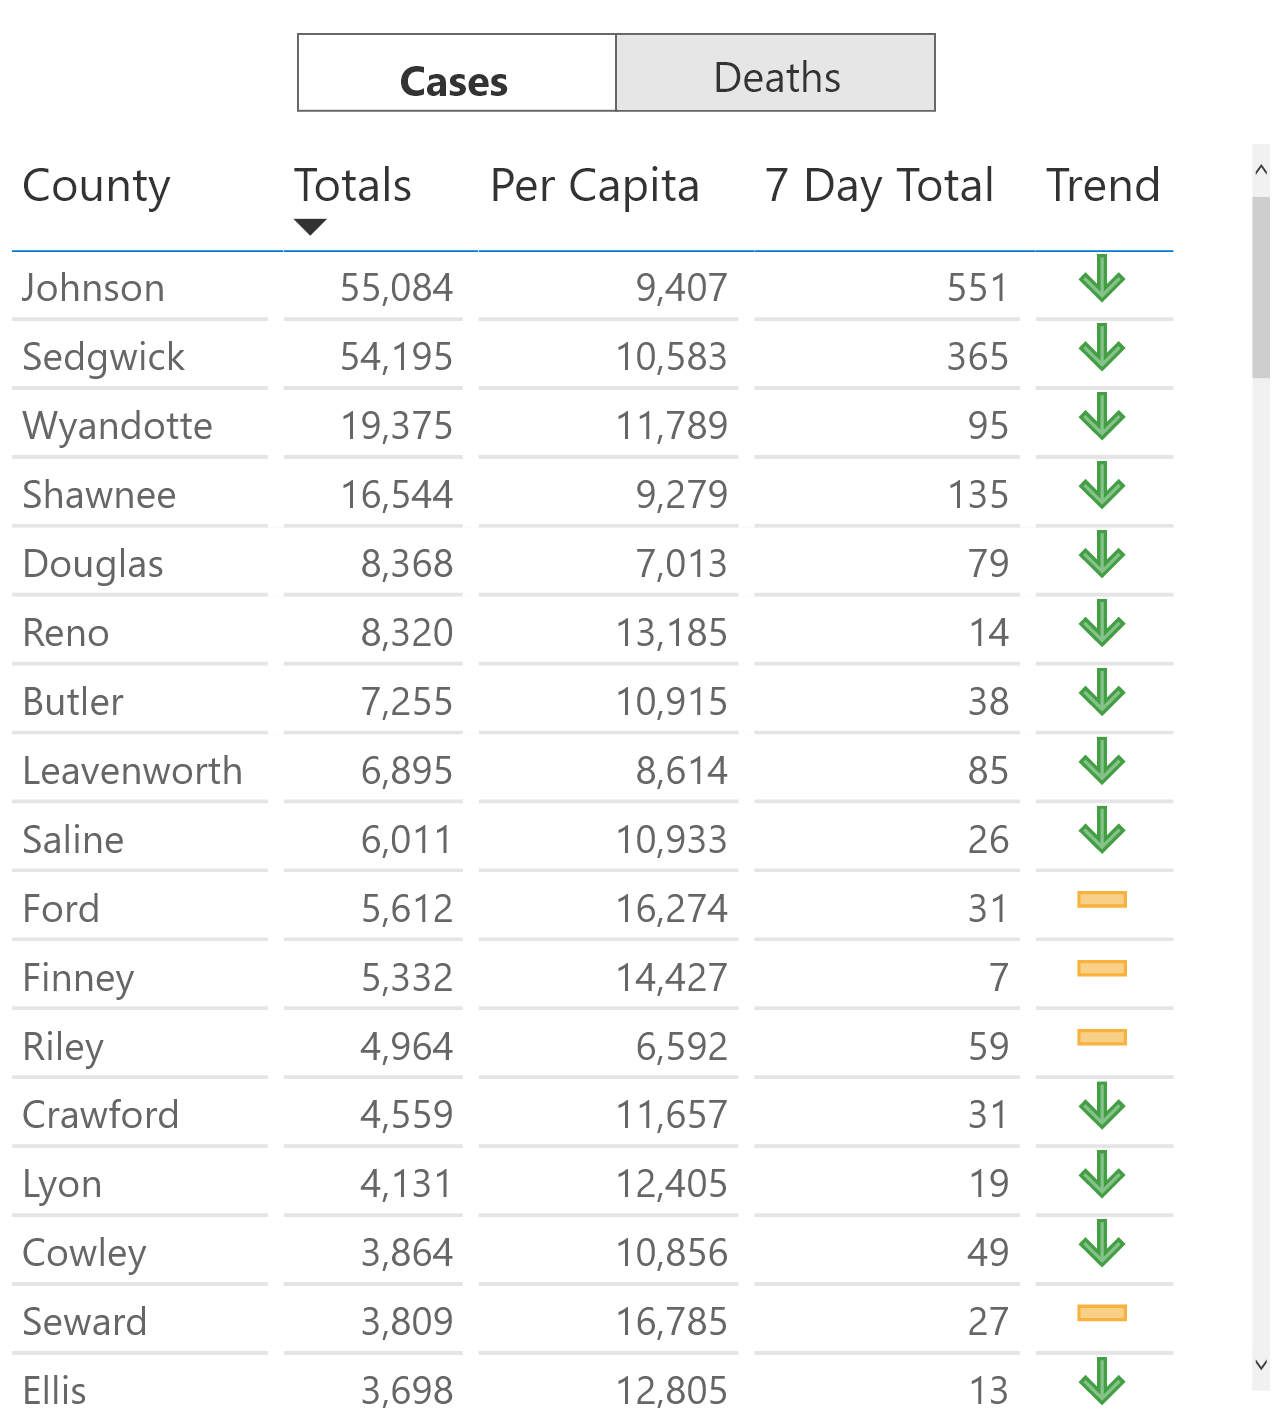 Cases Deaths
County Totals Per Capita 7 Day Total Trend
Johnson 55,084 9,407 551
Sedgwick 54,195 10,583 365
Wyandotte 19,375 11,789 95
Shawnee 16,544 9,279 135
Douglas 8,368 7,013 79
Reno 8,320 13,185 14
Butler 7,255 10,915 38
Leavenworth 6,895 8,614 85
Saline 6,011 10,933 26
Ford 5,612 16,274 31
Finney 5,332 14,427 7
Riley 4,964 6,592 59
Crawford 4,559 11,657 31
Lyon 4,131 12,405 19
Cowley 3,864 10,856 49
Seward 3,809 16,785 27
Ellis 3,698 12,805 13